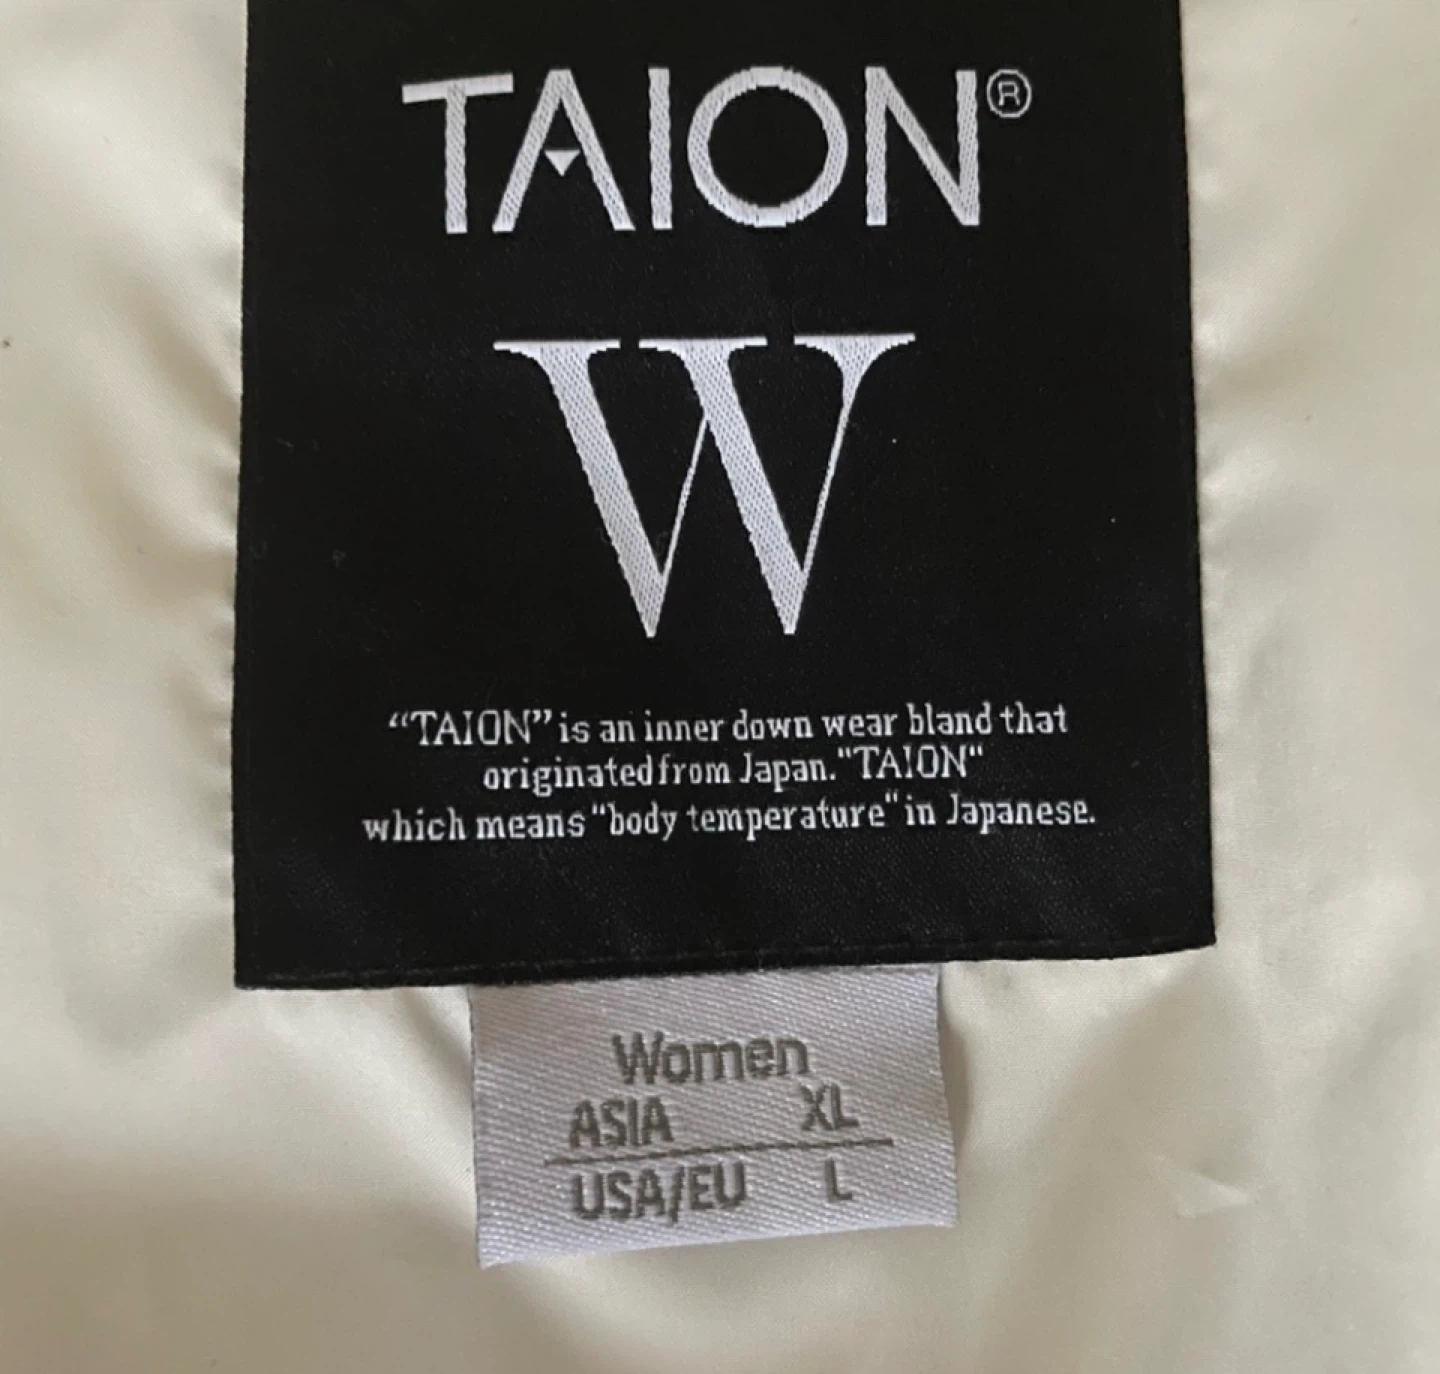 TAION®
W
“TAION” is an inner down wear bland that
originated from Japan. "TAION"
which means "body temperature" in Japanese.
Women
ASIA XL
USA/EU L